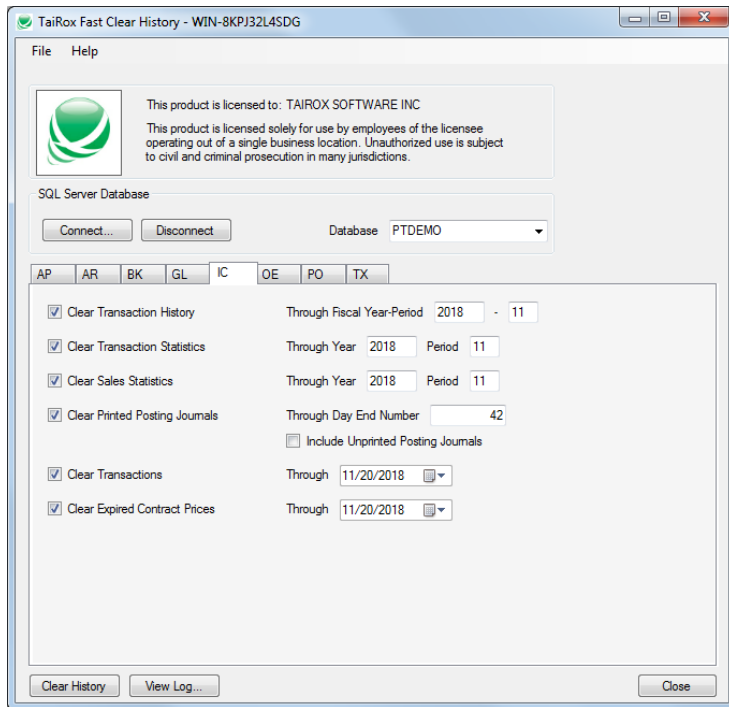 TaiRox Fast Clear History - WIN-8KPJ32L4SDG
File Help
This product is licensed to: TAIROX SOFTWARE INC
This product is licensed solely for use by employees of the licensee
operating out of a single business location. Unauthorized use is subject
to civil and criminal prosecution in many jurisdictions.
SQL Server Database
Connect... Disconnect Database PTDEMO
AP AR BK GL IC OE PO TX
Clear Transaction History Through Fiscal Year-Period 2018 - 11
Clear Transaction Statistics Through Year 2018 Period 11
Clear Sales Statistics Through Year 2018 Period 11
Clear Printed Posting Journals Through Day End Number 42
Include Unprinted Posting Journals
Clear Transactions Through 11/20/2018
Clear Expired Contract Prices Through 11/20/2018
Clear History View Log... Close